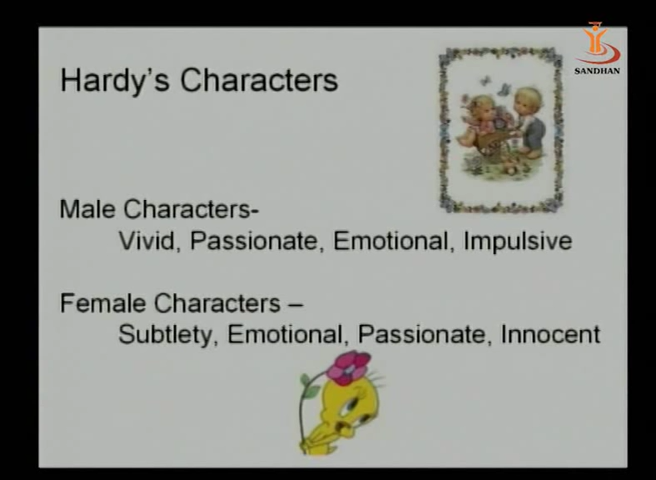 SANDHAN
Hardy's Characters
Male Characters-
Vivid, Passionate, Emotional, Impulsive
Female Characters –
Subtlety, Emotional, Passionate, Innocent